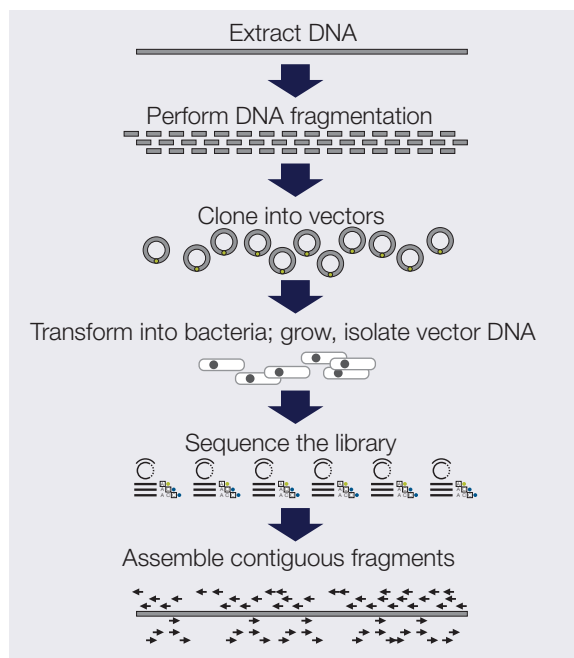 Extract DNA
Perform DNA fragmentation
Clone into vectors
Transform into bacteria; grow, isolate vector DNA
Sequence the library
Assemble contiguous fragments